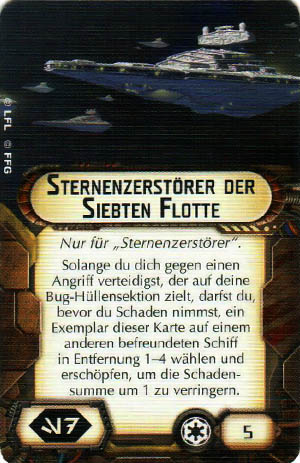 © LFL © FFG
Sternenzerstörer der
Siebten Flotte
Nur für „Sternenzerstörer“.
Solange du dich gegen einen
Angriff verteidigst, der auf deine
Bug-Hüllensektion zielt, darfst du,
bevor du Schaden nimmst, ein
Exemplar dieser Karte auf einem
anderen befreundeten Schiff
in Entfernung 1–4 wählen und
erschöpfen, um die Schaden-
summe um 1 zu verringern.
5